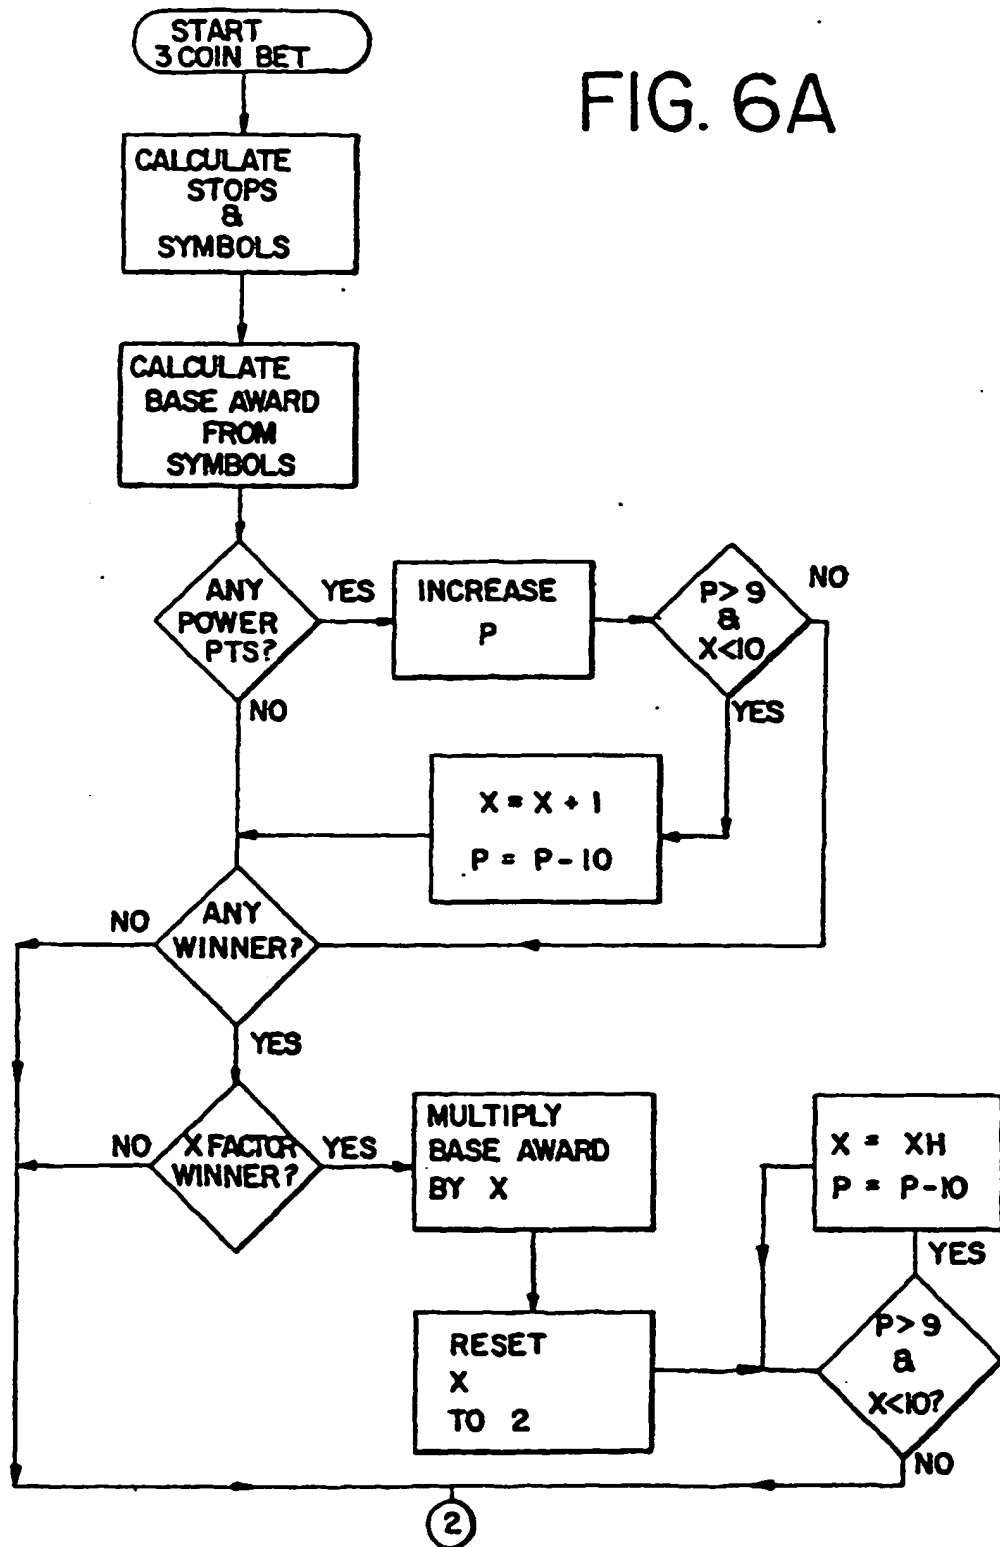 START
3 COIN BET
FIG. 6A
CALCULATE
STOPS
&
SYMBOLS
CALCULATE
BASE AWARD
FROM
SYMBOLS
ANY
POWER
PTS?
YES
NO
INCREASE
P
P > 9
&
X<10
NO
YES
X = X + 1
P = P - 10
ANY
WINNER?
NO
YES
X FACTOR
WINNER?
NO
YES
MULTIPLY
BASE AWARD
BY X
RESET
X
TO 2
X = XH
P = P-10
YES
P > 9
&
X<10?
NO
2